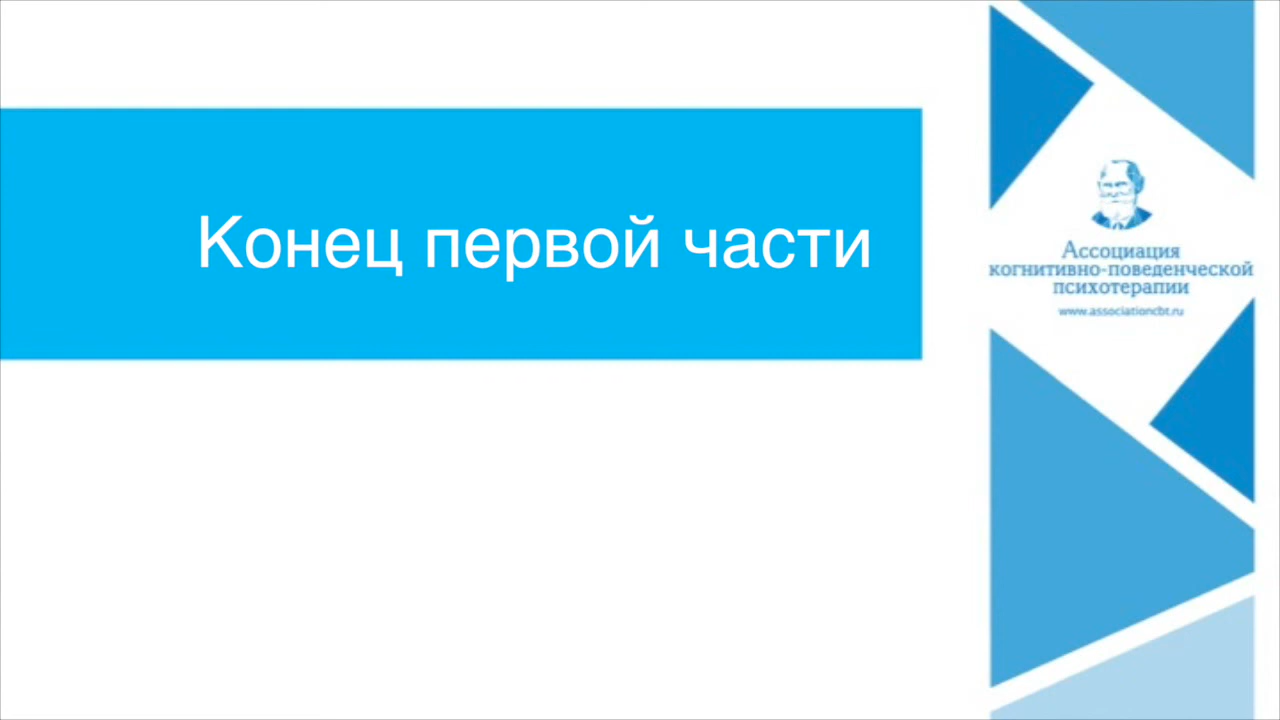 Конец первой части
Ассоциация
когнитивно-поведенческой
психотерапии
www.associationcbt.ru